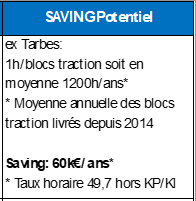 SAVINGPotentiel
ex Tarbes:
1h/blocs traction soit en
moyenne 1200h/ans*
* Moyenne annuelle des blocs
traction livrés depuis 2014
Saving: 60k€/ans*
* Taux horaire 49,7 hors KP/KI